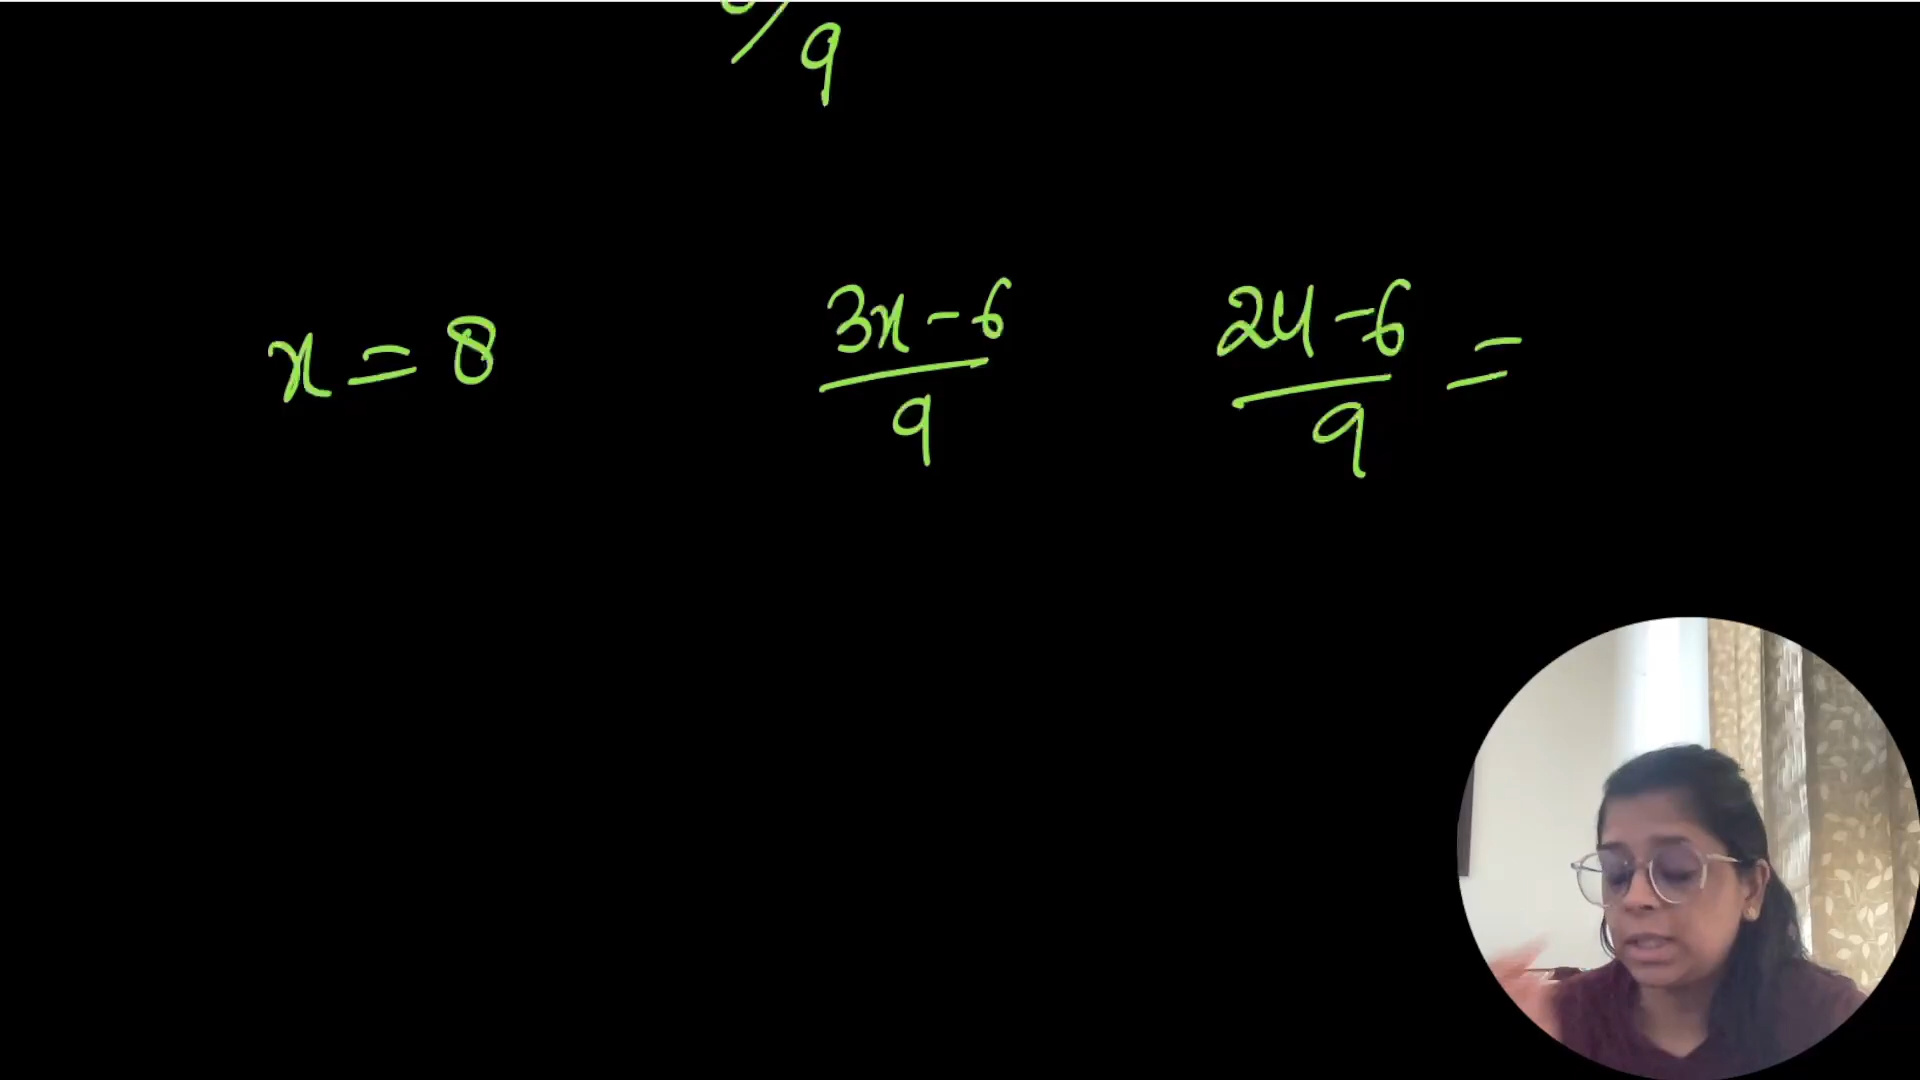 / 9
x = 8
3x - 6 / 9
24 - 6 / 9 =